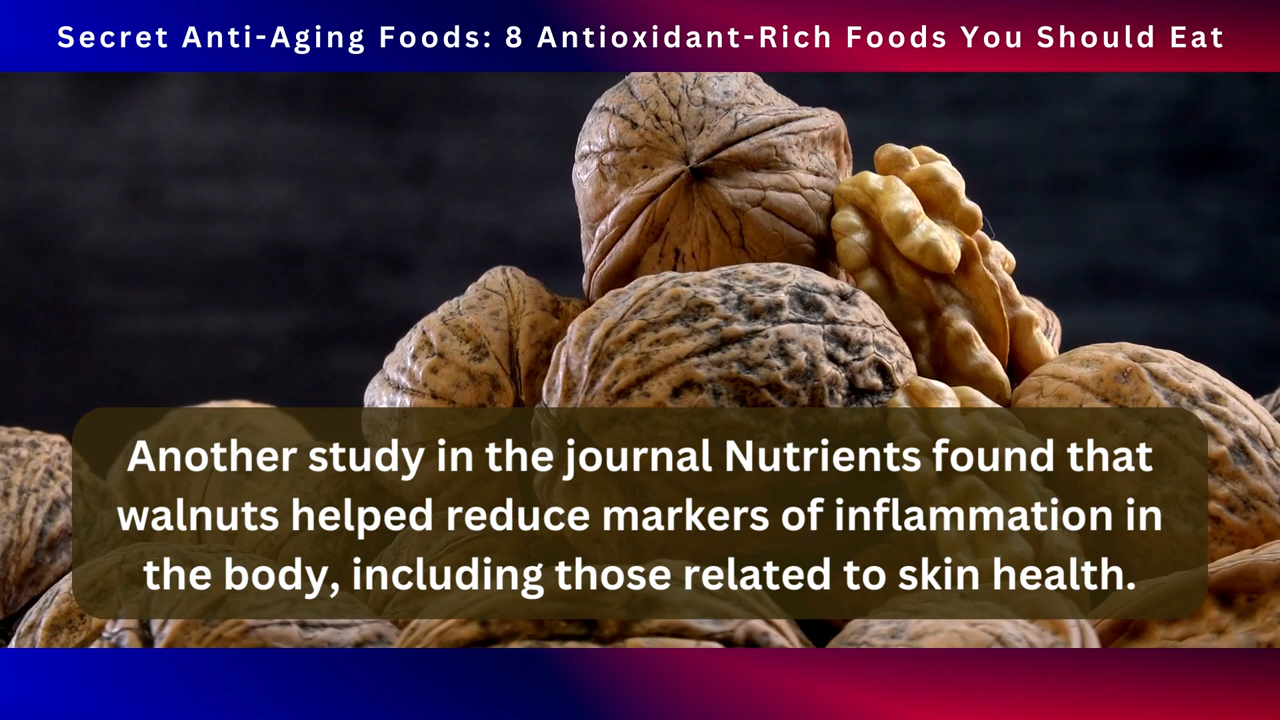 Secret Anti-Aging Foods: 8 Antioxidant-Rich Foods You Should Eat
Another study in the journal Nutrients found that
walnuts helped reduce markers of inflammation in
the body, including those related to skin health.